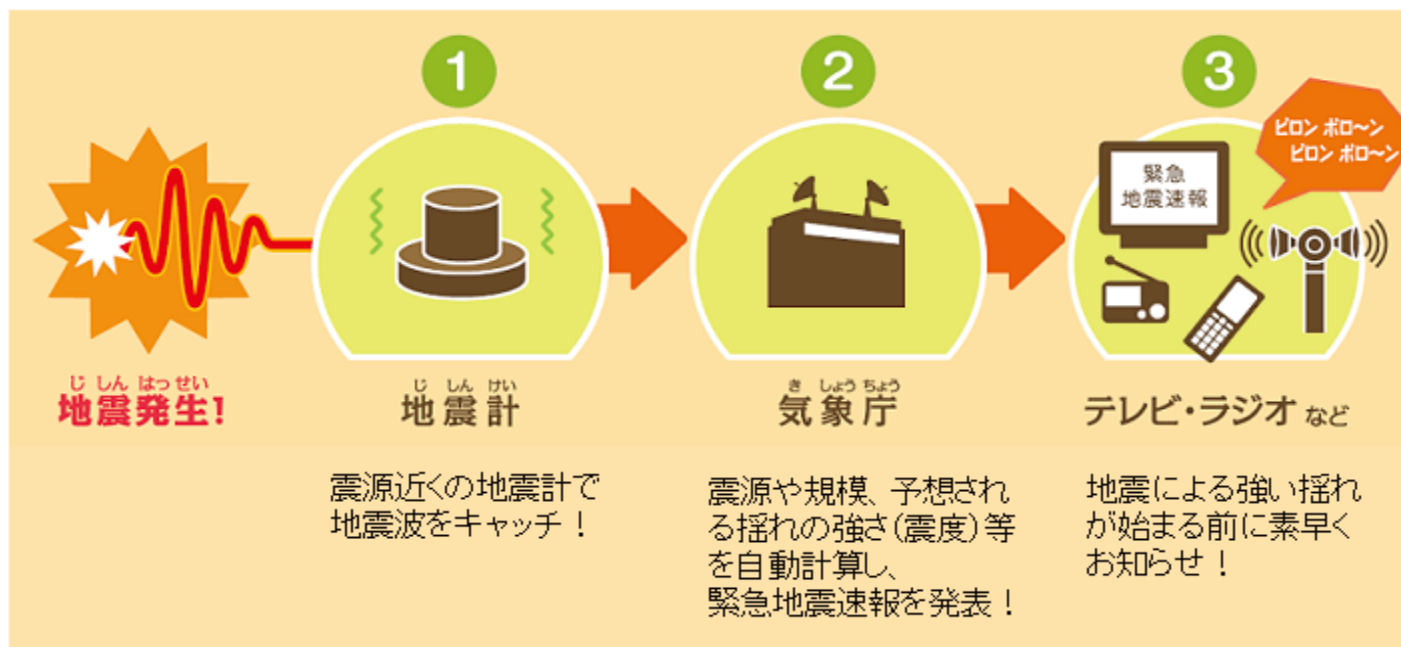 1
2
3
ピロン ポロ〜ン
ピロン ポロ〜ン
緊急
地震速報
じ しん はっ せい
地震発生!
じ しん けい
地震計
き しょう ちょう
気象庁
テレビ・ラジオ など
震源近くの地震計で
地震波をキャッチ!
震源や規模、予想され
る揺れの強さ(震度)等
を自動計算し、
緊急地震速報を発表!
地震による強い揺れ
が始まる前に素早く
お知らせ!